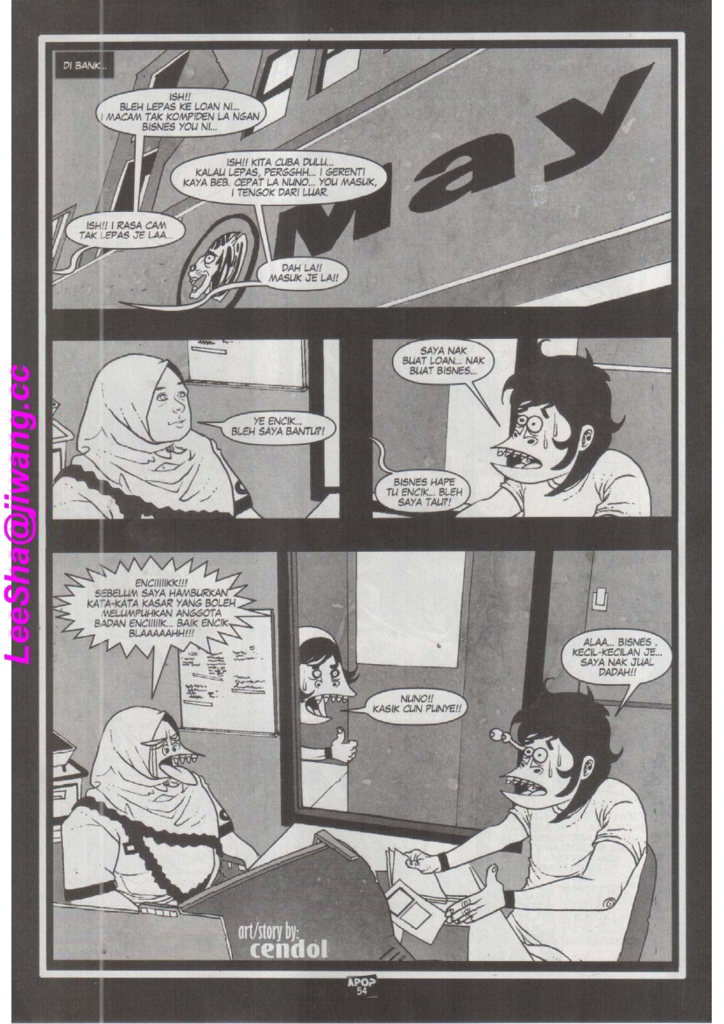 DI BANK...
ISH!!
BLEH LEPAS KE LOAN NI...
I MACAM TAK KOMPIDEN LA NGAN
BISNES YOU NI...
ISH!! KITA CUBA DULU...
KALAU LEPAS, PERGGHH... I GERENTI
KAYA BEB. CEPAT LA NUNO... YOU MASUK,
I TENGOK DARI LUAR.
ISH!! I RASA CAM
TAK LEPAS JE LAA...
DAH LA!!
MASUK JE LA!!
May
YE ENCIK...
BLEH SAYA BANTU?!
SAYA NAK
BUAT LOAN... NAK
BUAT BISNES...
BISNES HAPE
TU ENCIK... BLEH
SAYA TAU?!
ENCIIIIIKK!!!
SEBELUM SAYA HAMBURKAN
KATA-KATA KASAR YANG BOLEH
MELUMPUHKAN ANGGOTA
BADAN ENCIIIIK... BAIK ENCIK
BLAAAAAHH!!!
NUNO!!
KASIK CUN PUNYE!!
ALAA... BISNES
KECIL-KECILAN JE...
SAYA NAK JUAL
DADAH!!
art/story by:
cendol
APO?
54
LeeSha@jiwang.cc